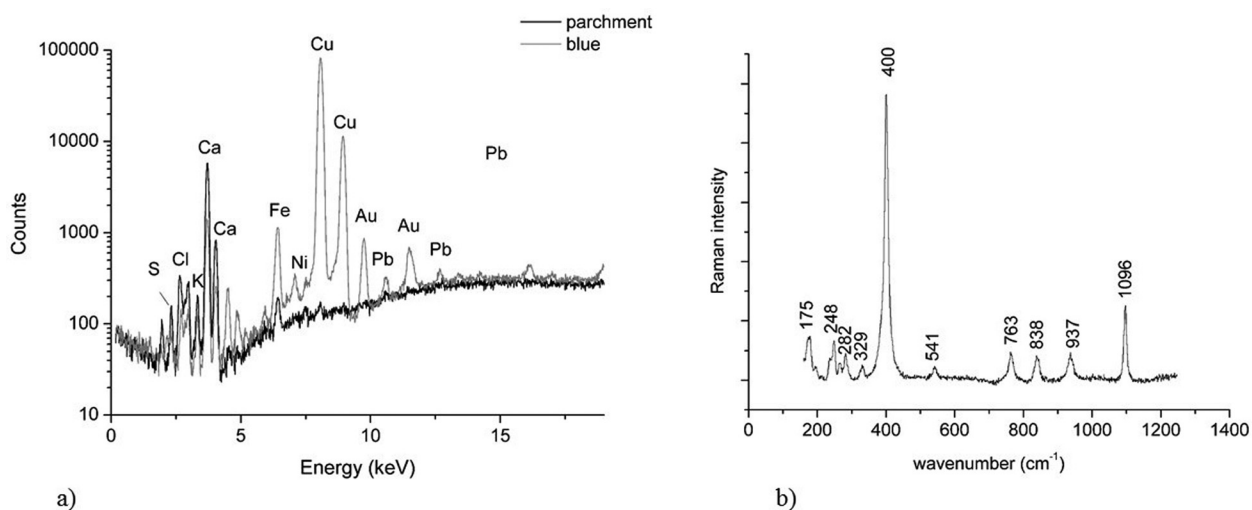 parchment
blue
100000
10000
1000
100
10
Counts
Cu
Cu
Pb
Ca
Ca
Fe
Au
Au
S
Cl
K
Ni
Pb
Pb
0
5
10
15
Energy (keV)
a)
Raman intensity
400
1096
175
248
282
329
541
763
838
937
0
200
400
600
800
1000
1200
1400
wavenumber (cm⁻¹)
b)